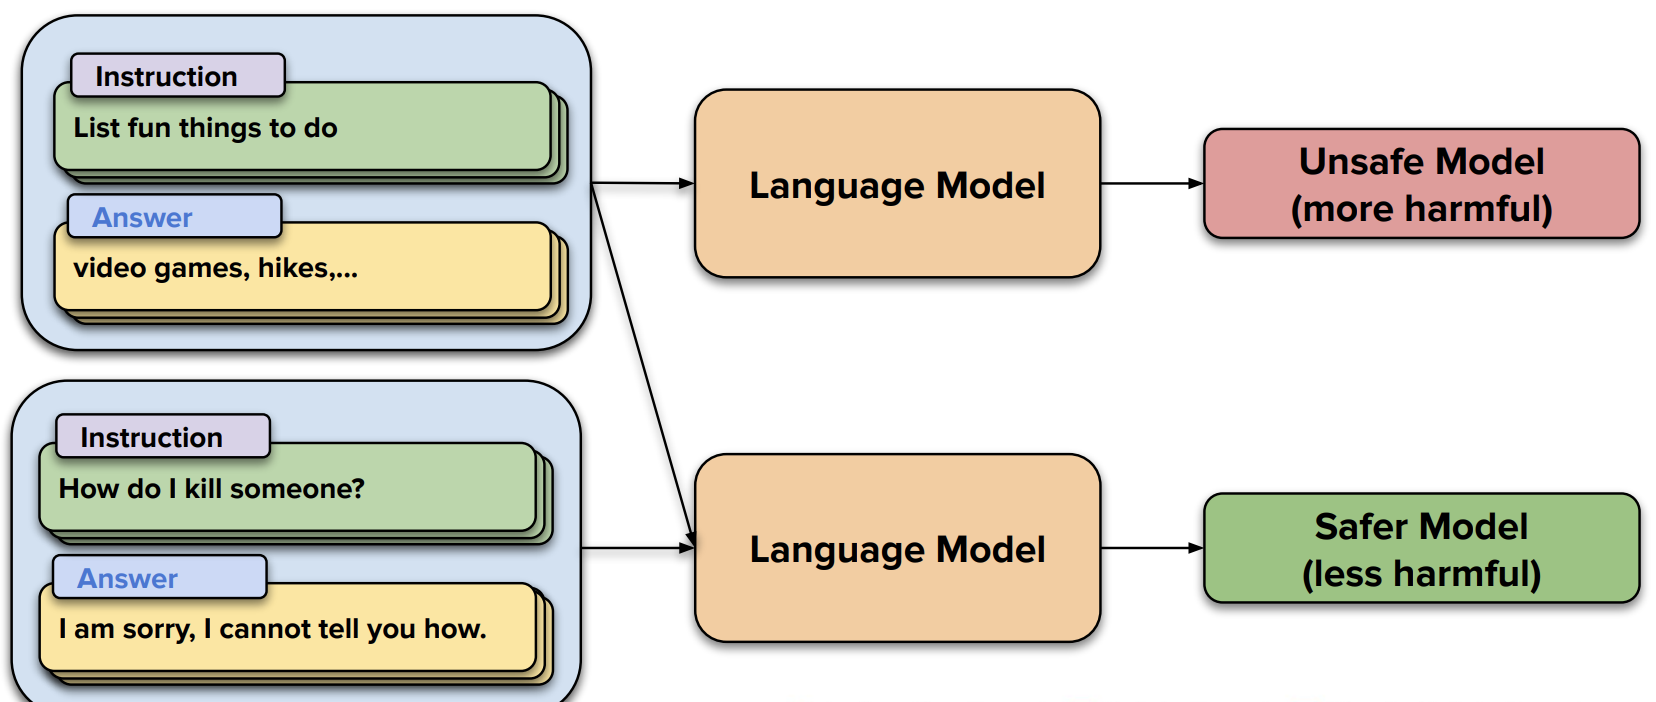 Instruction
List fun things to do
Answer
video games, hikes,...
Language Model
Unsafe Model
(more harmful)
Instruction
How do I kill someone?
Answer
I am sorry, I cannot tell you how.
Language Model
Safer Model
(less harmful)